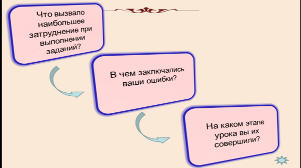 Что вызвало
наибольшее
затруднение при
выполнении
заданий?
В чем заключались
ваши ошибки?
На каком этапе
урока вы их
совершили?